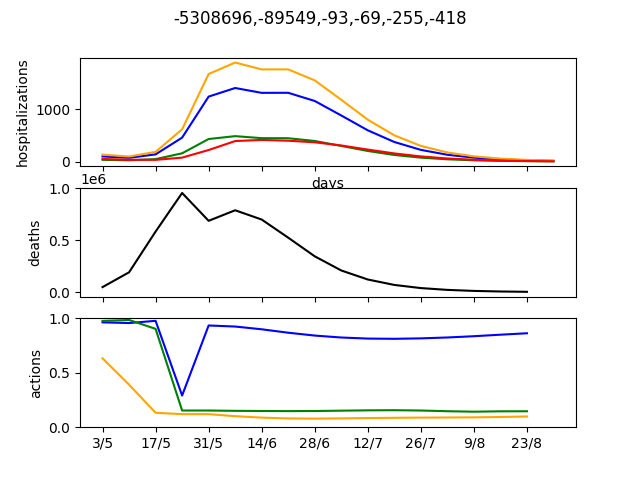 -5308696,-89549,-93,-69,-255,-418
hospitalizations
1000
0
days
1e6
deaths
1.0
0.5
0.0
actions
1.0
0.5
0.0
3/5 17/5 31/5 14/6 28/6 12/7 26/7 9/8 23/8